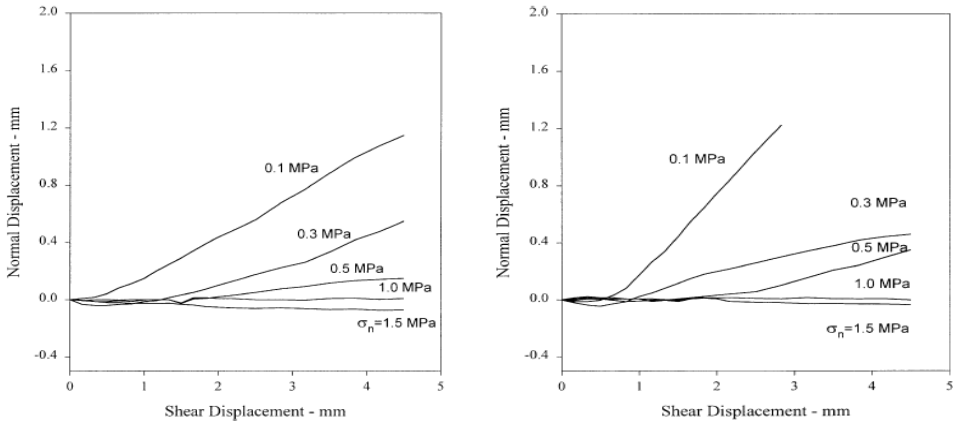 2.0
1.6
1.2
0.8
0.4
0.0
-0.4
Normal Displacement - mm
0.1 MPa
0.3 MPa
0.5 MPa
1.0 MPa
σn=1.5 MPa
0
1
2
3
4
5
Shear Displacement - mm
2.0
1.6
1.2
0.8
0.4
0.0
-0.4
Normal Displacement - mm
0.1 MPa
0.3 MPa
0.5 MPa
1.0 MPa
σn=1.5 MPa
0
1
2
3
4
5
Shear Displacement - mm